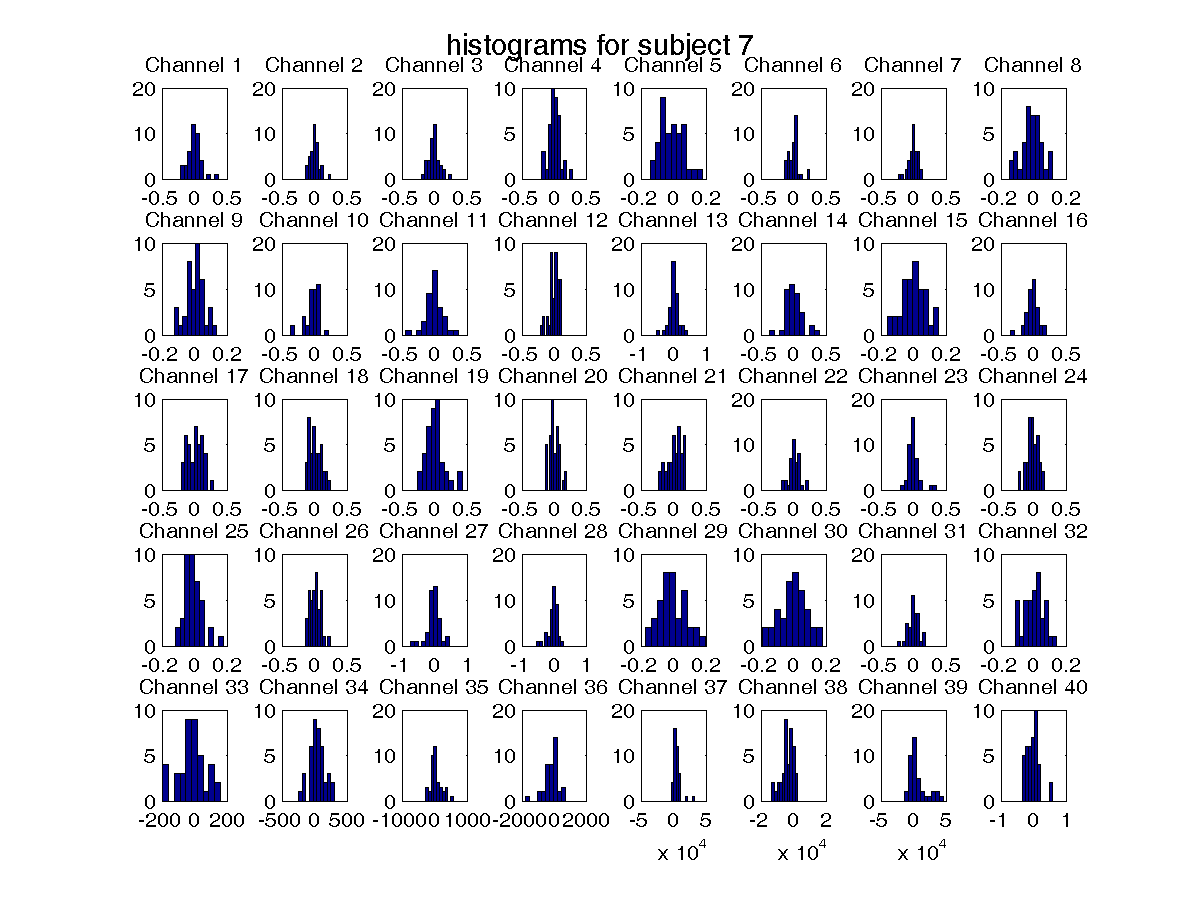 histograms for subject 7
Channel 1 Channel 2 Channel 3 Channel 4 Channel 5 Channel 6 Channel 7 Channel 8
20 20 20 10 10 20 20 10
10 10 10 5 5 10 10 5
0 0 0 0 0 0 0 0
-0.5 0 0.5 -0.5 0 0.5 -0.5 0 0.5 -0.5 0 0.5 -0.2 0 0.2 -0.5 0 0.5 -0.5 0 0.5 -0.2 0 0.2
Channel 9 Channel 10 Channel 11 Channel 12 Channel 13 Channel 14 Channel 15 Channel 16
10 20 20 10 20 20 10 20
5 10 10 5 10 10 5 10
0 0 0 0 0 0 0 0
-0.2 0 0.2 -0.5 0 0.5 -0.5 0 0.5 -0.5 0 0.5 -1 0 1 -0.5 0 0.5 -0.2 0 0.2 -0.5 0 0.5
Channel 17 Channel 18 Channel 19 Channel 20 Channel 21 Channel 22 Channel 23 Channel 24
10 10 10 10 10 20 20 10
5 5 5 5 5 10 10 5
0 0 0 0 0 0 0 0
-0.5 0 0.5 -0.5 0 0.5 -0.5 0 0.5 -0.5 0 0.5 -0.5 0 0.5 -0.5 0 0.5 -0.5 0 0.5 -0.5 0 0.5
Channel 25 Channel 26 Channel 27 Channel 28 Channel 29 Channel 30 Channel 31 Channel 32
10 10 20 20 10 10 20 10
5 5 10 10 5 5 10 5
0 0 0 0 0 0 0 0
-0.2 0 0.2 -0.5 0 0.5 -1 0 1 -1 0 1 -0.2 0 0.2 -0.2 0 0.2 -0.5 0 0.5 -0.2 0 0.2
Channel 33 Channel 34 Channel 35 Channel 36 Channel 37 Channel 38 Channel 39 Channel 40
10 10 20 20 20 10 20 10
5 5 10 10 10 5 10 5
0 0 0 0 0 0 0 0
-200 0 200 -500 0 500 -1000 0 1000 -2000 0 2000 -5 0 5 -2 0 2 -5 0 5 -1 0 1
x 10⁴ x 10⁴ x 10⁴